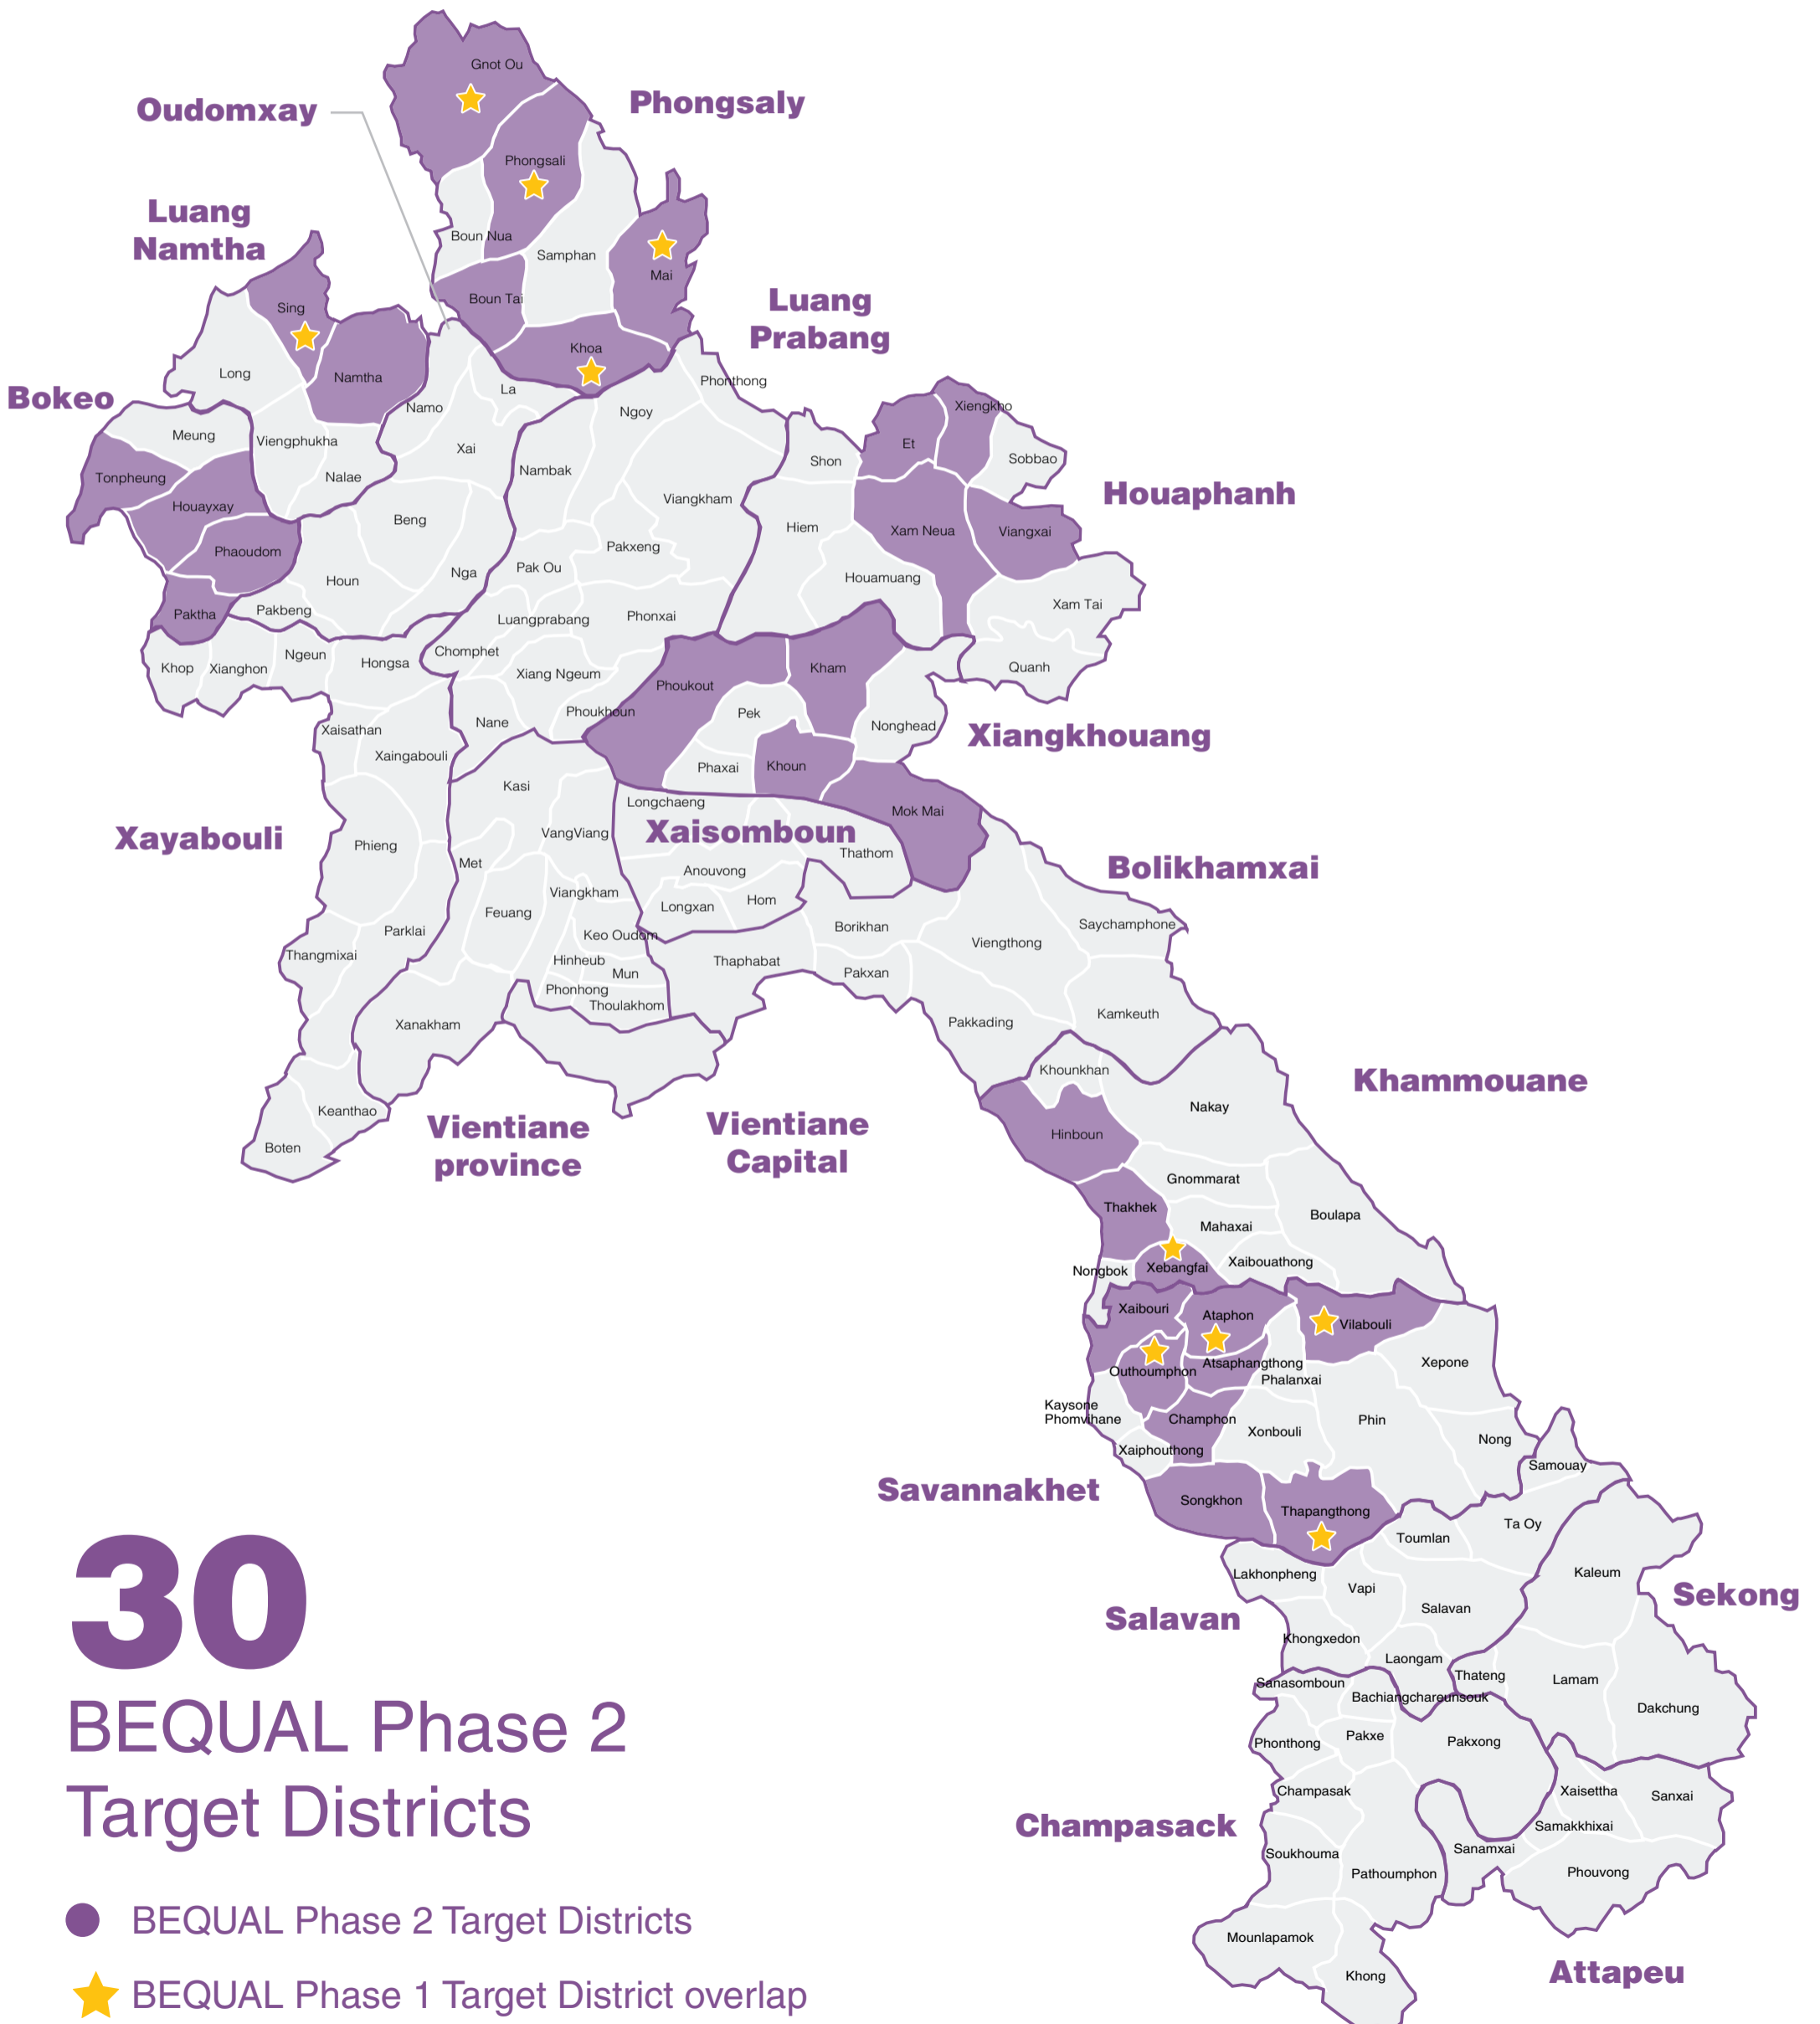 Gnot Ou
Oudomxay
Phongsaly
Phongsali
Luang
Namtha
Boun Nua
Samphan
Mai
Boun Tai
Sing
Luang
Prabang
Khoa
Long
Namtha
Phonthong
La
Bokeo
Namo
Ngoy
Xiengkho
Meung
Viengphukha
Xai
Et
Shon
Sobbao
Tonpheung
Nalae
Nambak
Houaphanh
Houayxay
Viangkham
Beng
Hiem
Xam Neua
Viangxai
Phaoudom
Pakxeng
Houn
Nga
Pak Ou
Houamuang
Paktha
Pakbeng
Luangprabang
Phonxai
Xam Tai
Khop
Xianghon
Ngeun
Hongsa
Chomphet
Xiang Ngeum
Kham
Quanh
Phoukout
Xaisathan
Nane
Phoukhoun
Pek
Nonghead
Xiangkhouang
Xaingabouli
Kasi
Phaxai
Khoun
Longchaeng
Mok Mai
Xayabouli
VangViang
Xaisomboun
Phieng
Met
Thathom
Bolikhamxai
Anouvong
Viangkham
Feuang
Longxan
Hom
Parklai
Keo Oudom
Borikhan
Saychamphone
Viengthong
Thangmixai
Hinheub
Mun
Thaphabat
Pakxan
Phonhong
Thoulakhom
Xanakham
Pakkading
Kamkeuth
Khounkhan
Khammouane
Keanthao
Nakay
Vientiane
province
Vientiane
Capital
Hinboun
Boten
Gnommarat
Thakhek
Mahaxai
Boulapa
Nongbok
Xebangfai
Xaibouathong
Xaibouri
Ataphon
Vilabouli
Outhoumphon
Atsaphangthong
Phalanxai
Xepone
Kaysone
Phomvihane
Champhon
Xonbouli
Phin
Nong
Xaiphouthong
Samouay
Savannakhet
Songkhon
Thapangthong
Toumlan
Ta Oy
Lakhonpheng
Vapi
Kaleum
Sekong
Salavan
Salavan
Khongxedon
Laongam
Thateng
Lamam
Sanasomboun
Bachiangchareunsouk
Dakchung
Phonthong
Pakxe
Pakxong
Champasak
Xaisettha
Sanxai
Champasack
Samakkhixai
Soukhouma
Sanamxai
Pathoumphon
Phouvong
Mounlapamok
Khong
Attapeu
30
BEQUAL Phase 2
Target Districts
BEQUAL Phase 2 Target Districts
BEQUAL Phase 1 Target District overlap